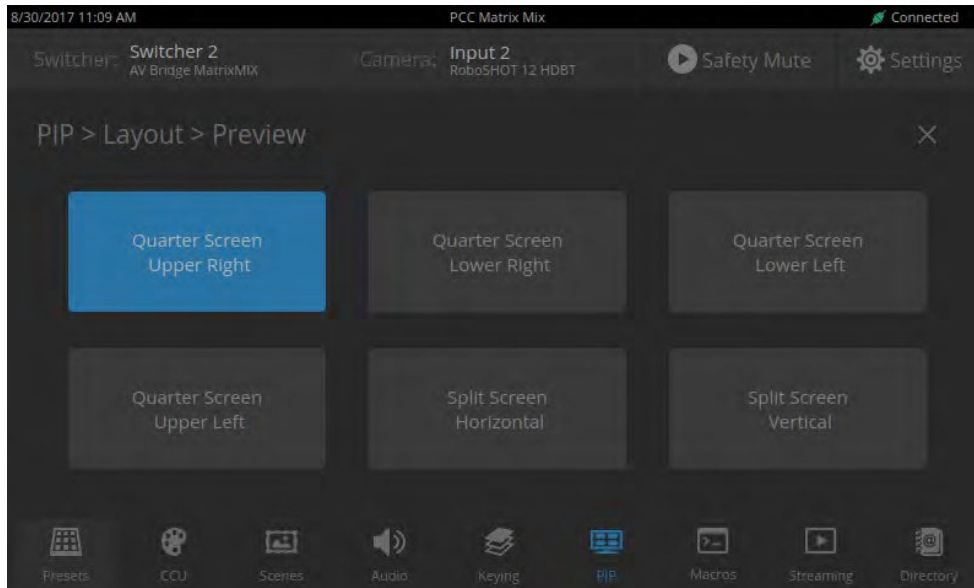 8/30/2017 11:09 AM
PCC Matrix Mix
Connected
Switcher:
Switcher 2
AV Bridge MatrixMIX
Camera:
Input 2
RoboSHOT 12 HDBT
Safety Mute
Settings
PIP > Layout > Preview
Quarter Screen
Upper Right
Quarter Screen
Lower Right
Quarter Screen
Lower Left
Quarter Screen
Upper Left
Split Screen
Horizontal
Split Screen
Vertical
Presets
CCU
Scenes
Audio
Keying
PIP
Macros
Streaming
Directory